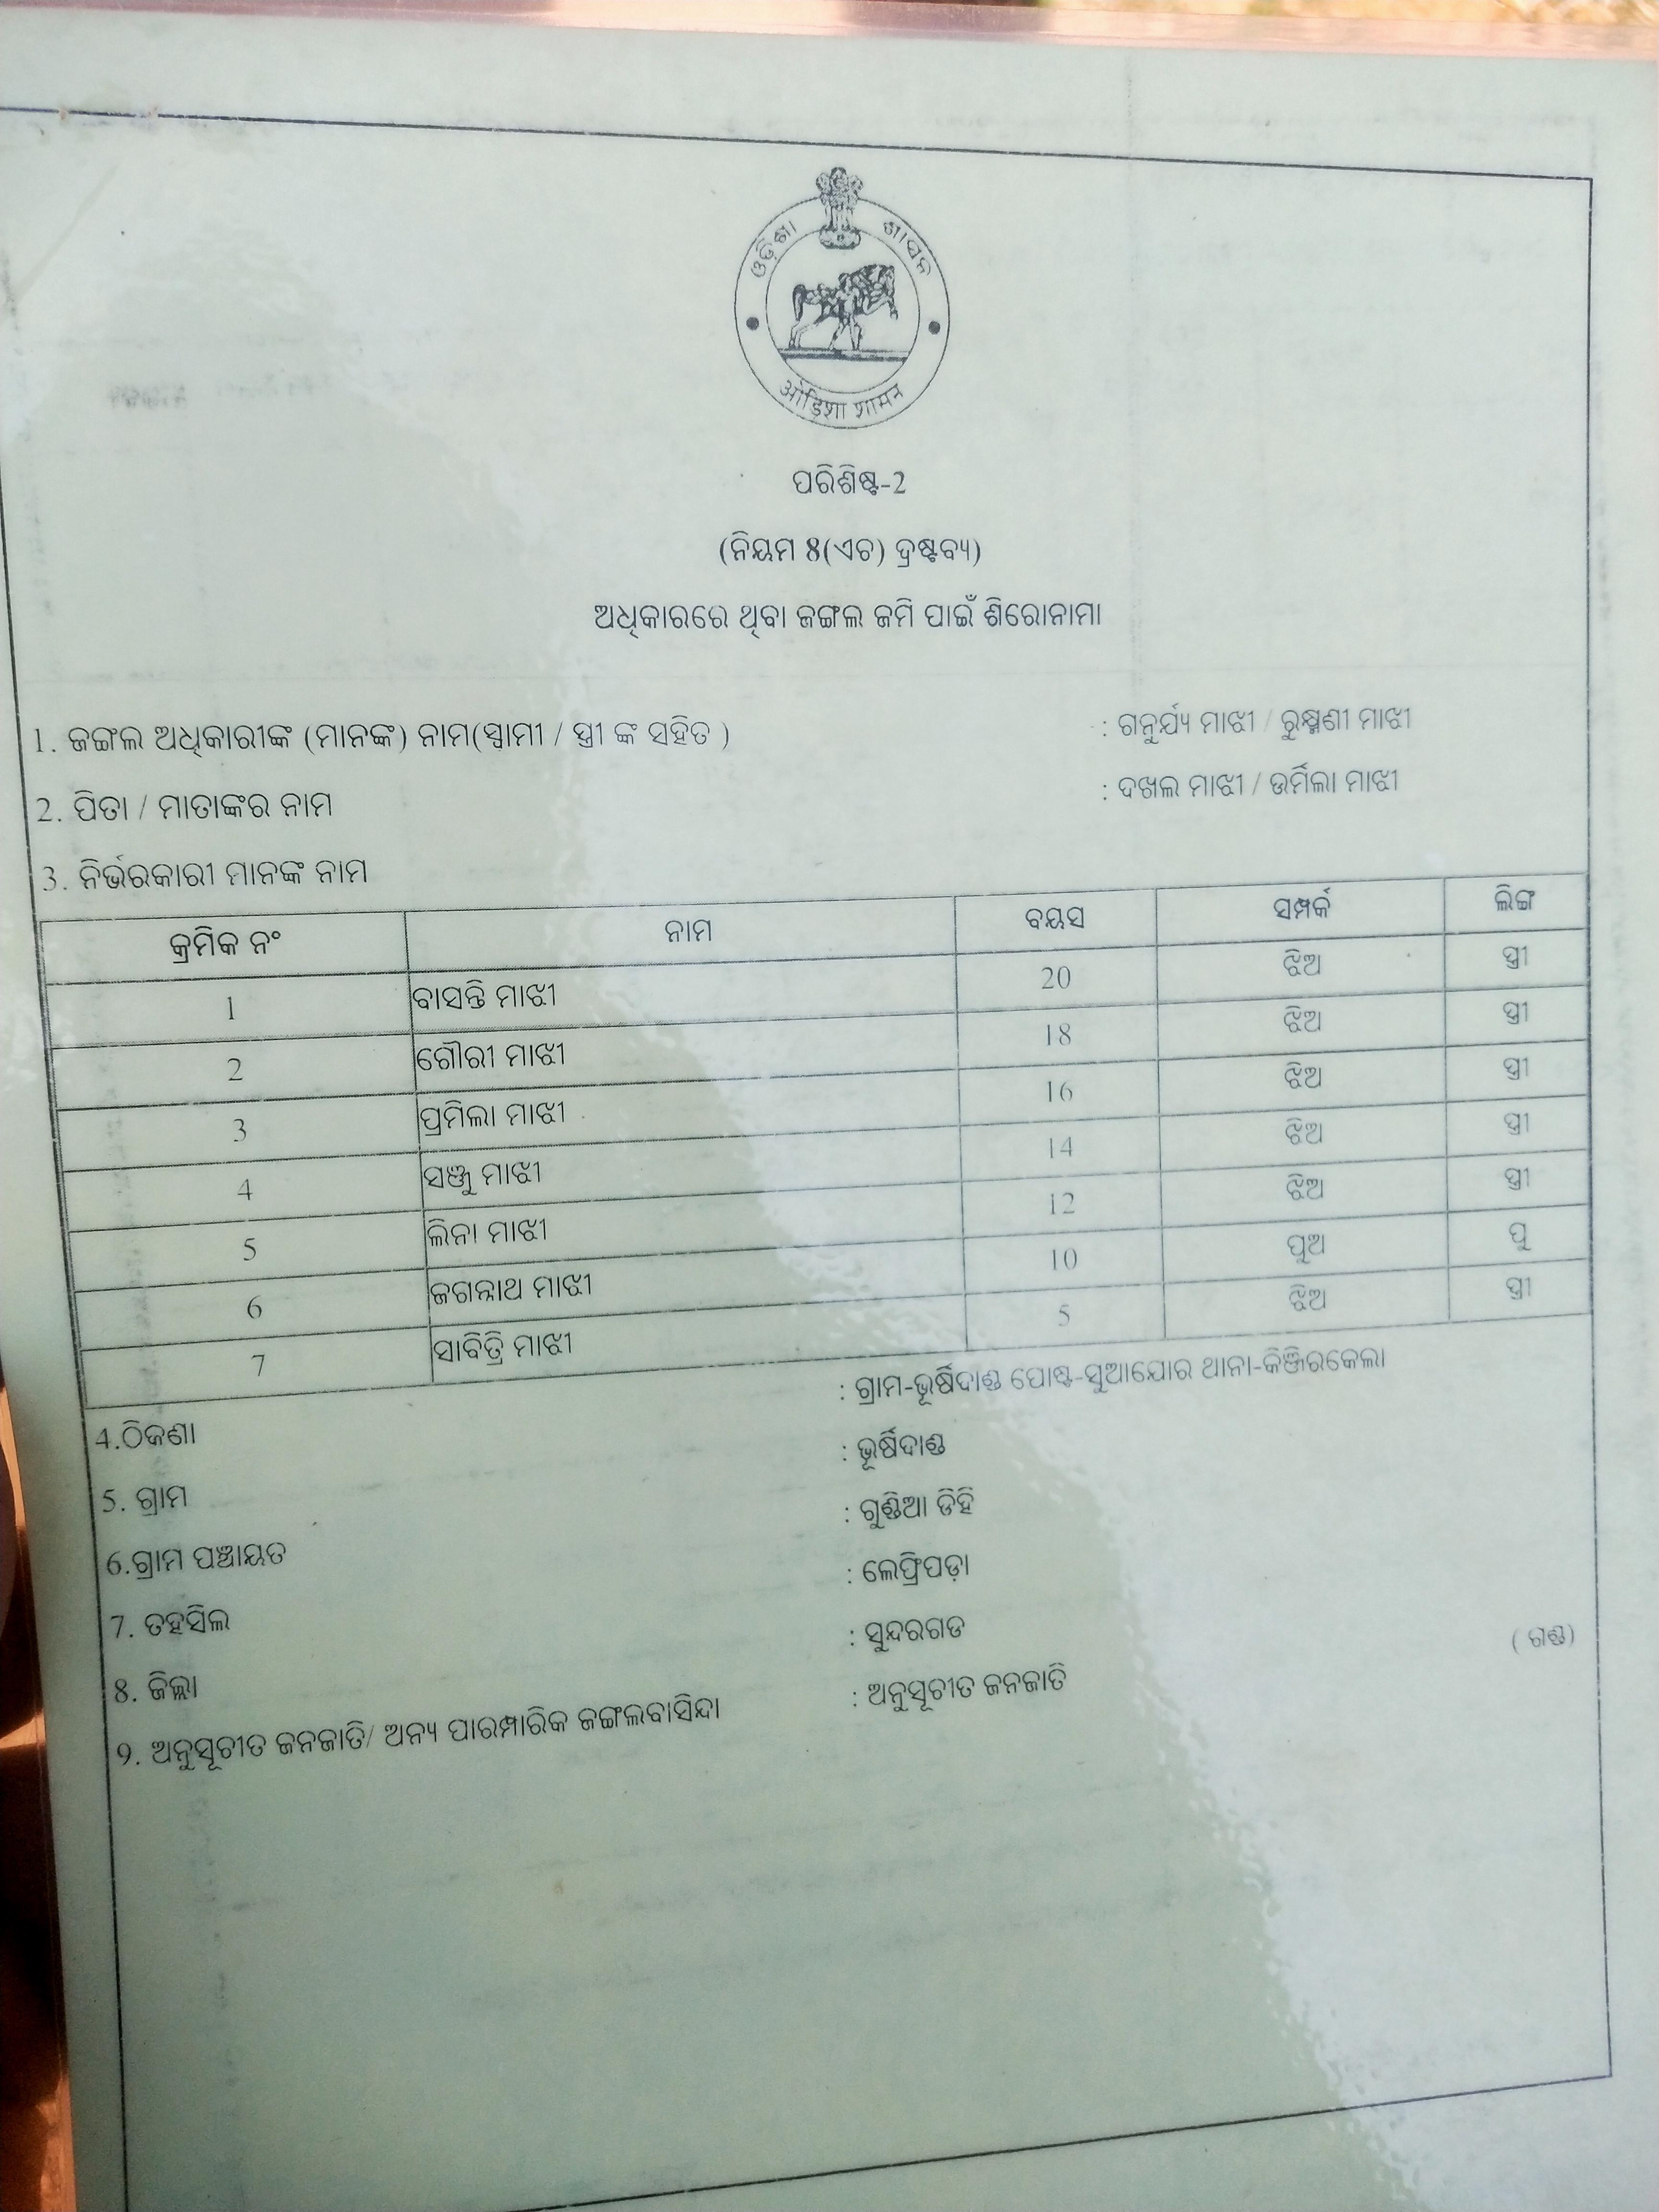 ଓଡ଼ିଶା ଶାସନ
ओड़िशा शासन
ପରିଶିଷ୍ଟ-2
(ନିୟମ 8(ଏଚ) ଦ୍ରଷ୍ଟବ୍ୟ)
ଅଧିକାରରେ ଥିବା ଜଙ୍ଗଲ ଜମି ପାଇଁ ଶିରୋନାମା
1. ଜଙ୍ଗଲ ଅଧିକାରୀଙ୍କ (ମାନଙ୍କ) ନାମ(ସ୍ଵାମୀ / ସ୍ତ୍ରୀ ଙ୍କ ସହିତ ) : ଗନୁର୍ଯ୍ୟ ମାଝୀ / ରୁକ୍ଷ୍ମଣୀ ମାଝୀ
2. ପିତା / ମାତାଙ୍କର ନାମ : ଦଖଲ ମାଝୀ / ଉର୍ମିଲା ମାଝୀ
3. ନିର୍ଭରକାରୀ ମାନଙ୍କ ନାମ
କ୍ରମିକ ନଂ ନାମ ବୟସ ସମ୍ପର୍କ ଲିଙ୍ଗ
1 ବାସନ୍ତି ମାଝୀ 20 ଝିଅ ସ୍ତ୍ରୀ
2 ଗୌରୀ ମାଝୀ 18 ଝିଅ ସ୍ତ୍ରୀ
3 ପ୍ରମିଲା ମାଝୀ 16 ଝିଅ ସ୍ତ୍ରୀ
4 ସଞ୍ଜୁ ମାଝୀ 14 ଝିଅ ସ୍ତ୍ରୀ
5 ଲିନା ମାଝୀ 12 ଝିଅ ସ୍ତ୍ରୀ
6 ଜଗନ୍ନାଥ ମାଝୀ 10 ପୁଅ ପୁ
7 ସାବିତ୍ରି ମାଝୀ 5 ଝିଅ ସ୍ତ୍ରୀ
4.ଠିକଣା : ଗ୍ରାମ-ଭୂର୍ଷିଦାଣ୍ଡ ପୋଷ୍ଟ-ସୁଆଯୋର ଥାନା-କିଞ୍ଜିରକେଲା
5. ଗ୍ରାମ : ଭୂର୍ଷିଦାଣ୍ଡ
6.ଗ୍ରାମ ପଞ୍ଚାୟତ : ଗୁଣ୍ଡିଆ ଡିହି
7. ତହସିଲ : ଲେଫ୍ରିପଡ଼ା
8. ଜିଲ୍ଲା : ସୁନ୍ଦରଗଡ
9. ଅନୁସୂଚୀତ ଜନଜାତି/ ଅନ୍ୟ ପାରମ୍ପାରିକ ଜଙ୍ଗଲବାସିନ୍ଦା : ଅନୁସୂଚୀତ ଜନଜାତି ( ଗଣ୍ଡ)